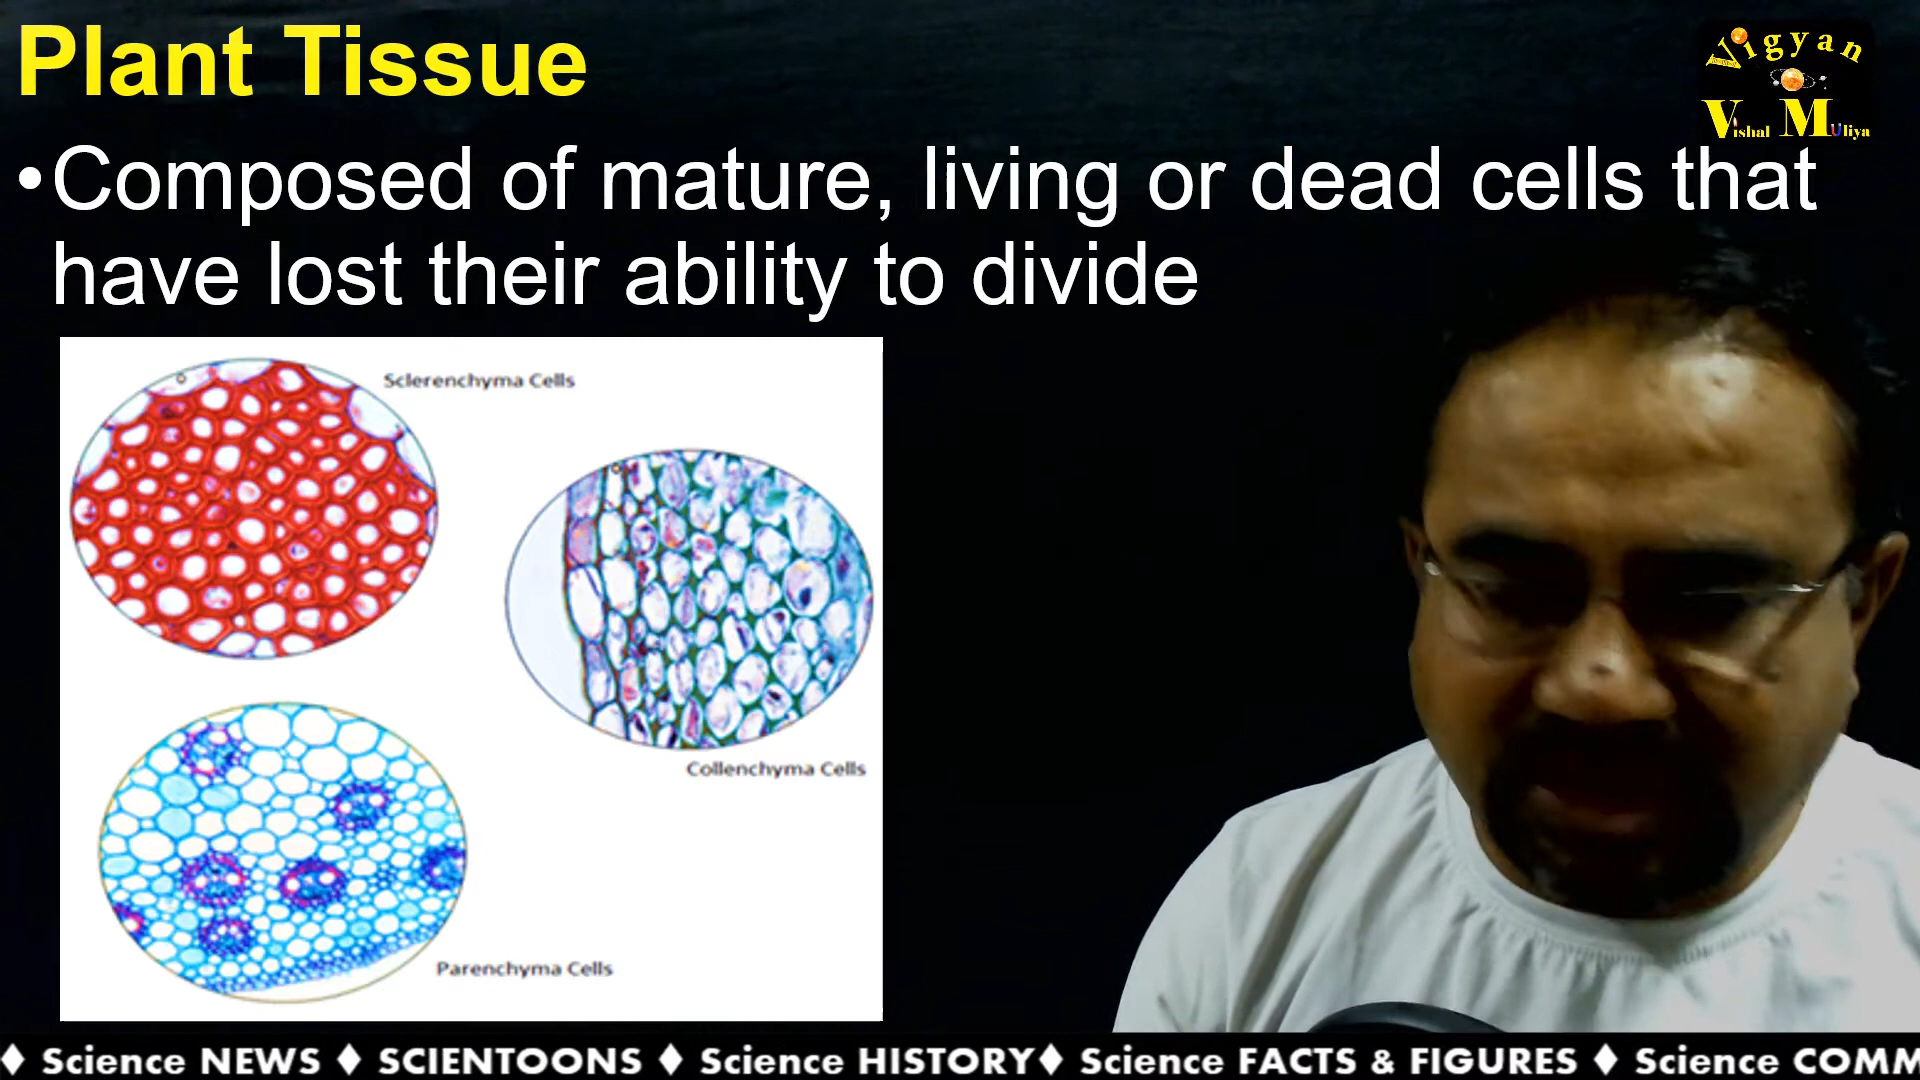 Plant Tissue
Vigyan
Vishal MUliya
•Composed of mature, living or dead cells that
have lost their ability to divide
Sclerenchyma Cells
Collenchyma Cells
Parenchyma Cells
♦ Science NEWS ♦ SCIENTOONS ♦ Science HISTORY♦ Science FACTS & FIGURES ♦ Science COMM